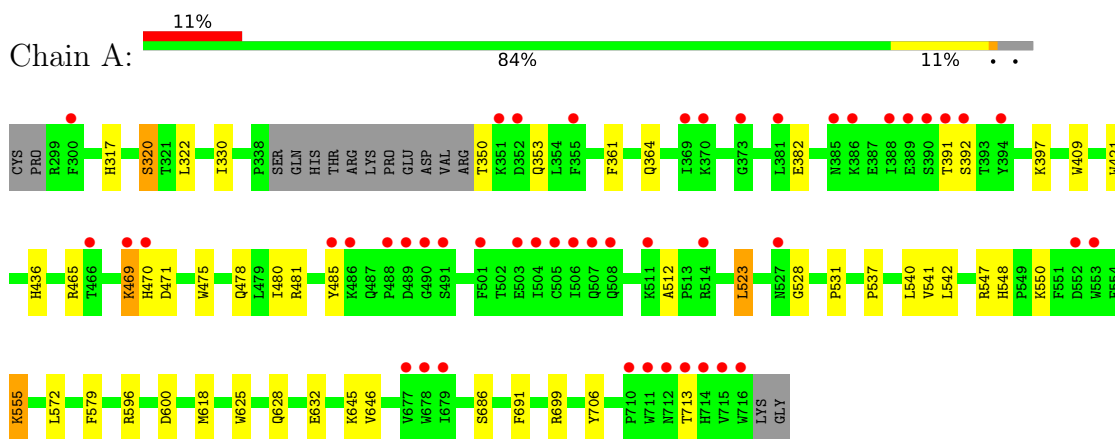 11%
Chain A:
84% 11% • •
CYS PRO R299 F300 H317 S320 T321 L322 I330 P338 SER GLN HIS THR ARG LYS PRO GLU ASP VAL ARG T350 K351 D352 Q353 L354 F355 F361 Q364 I369 K370 G373 L381 E382 N385 K386 E387 I388 E389 S390 T391 S392 T393 Y394 K397 W409 W421
H436 R465 T466 K469 H470 D471 W475 Q478 L479 I480 R481 Y485 K486 Q487 P488 D489 G490 S491 F501 T502 E503 I504 C505 I506 Q507 Q508 K511 A512 P513 R514 L523 N527 G528 P531 P537 L540 V541 L542 R547 H548 P549 K550 F551 D552 W553 E554
K555 L572 F579 R596 D600 M618 W625 Q628 E632 K645 V646 V677 W678 I679 S686 F691 R699 Y706 P710 W711 N712 T713 H714 V715 W716 LYS GLY